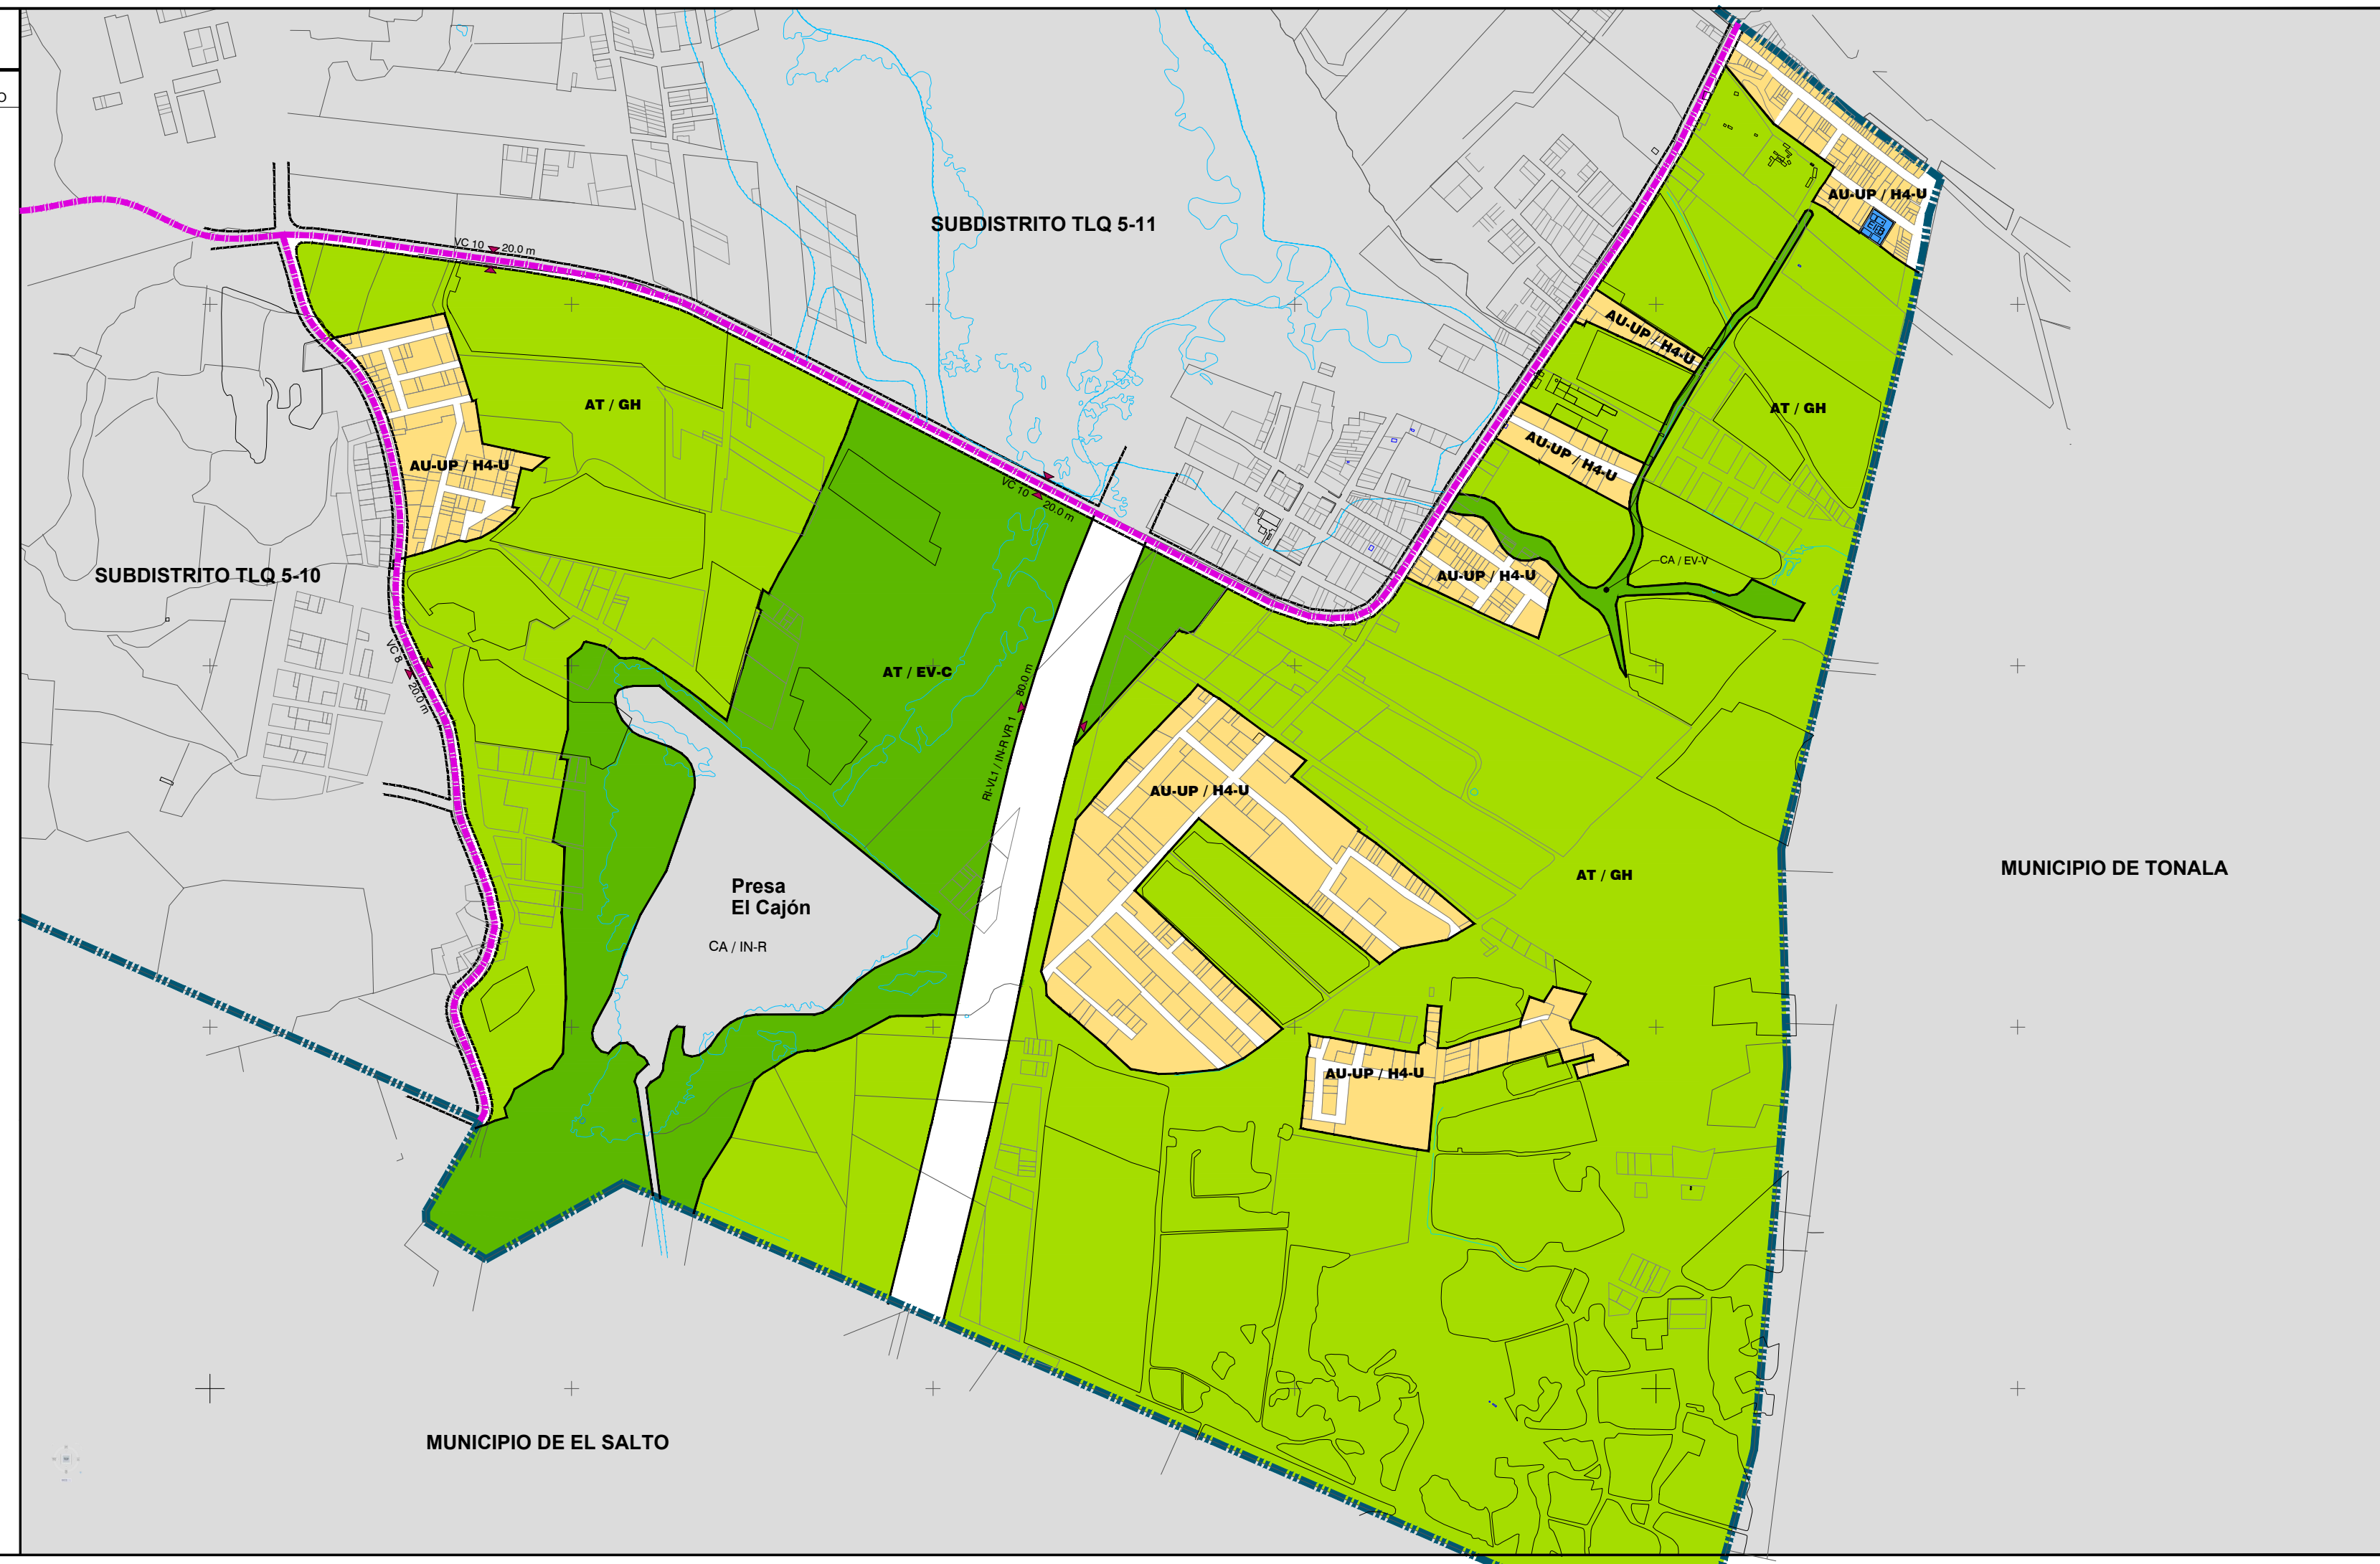 O
AU-UP / H4-U
EI-B
SUBDISTRITO TLQ 5-11
VC 10 20.0 m
AU-UP / H4-U
AT / GH
AT / GH
AU-UP / H4-U
AU-UP / H4-U
VC 10 20.0 m
CA / EV-V
SUBDISTRITO TLQ 5-10
AU-UP / H4-U
VC 8 20.0 m
AT / EV-C
RI-VL1 / IN-R VR 1 80.0 m
AU-UP / H4-U
MUNICIPIO DE TONALA
AT / GH
Presa
El Cajón
CA / IN-R
AU-UP / H4-U
MUNICIPIO DE EL SALTO